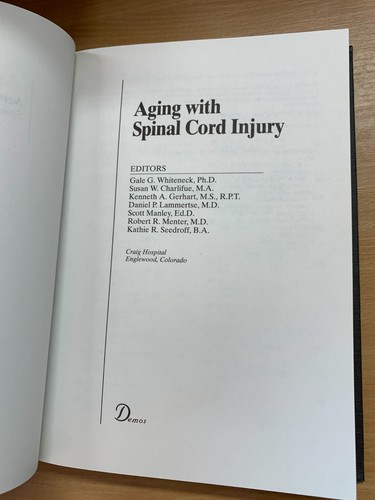 Aging with
Spinal Cord Injury
EDITORS
Gale G. Whiteneck, Ph.D.
Susan W. Charlifue, M.A.
Kenneth A. Gerhart, M.S., R.P.T.
Daniel P. Lammertse, M.D.
Scott Manley, Ed.D.
Robert R. Menter, M.D.
Kathie R. Seedroff, B.A.
Craig Hospital
Englewood, Colorado
Demos